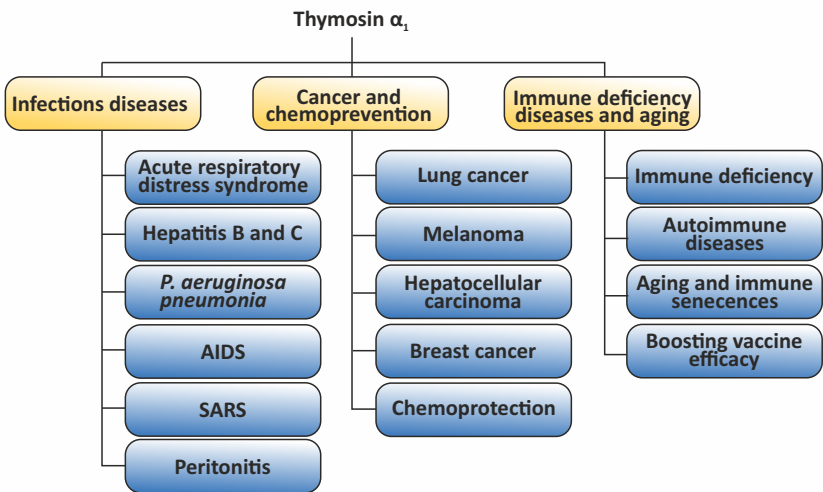 Thymosin α₁
Infections diseases
Cancer and
chemoprevention
Immune deficiency
diseases and aging
Acute respiratory
distress syndrome
Hepatitis B and C
P. aeruginosa
pneumonia
AIDS
SARS
Peritonitis
Lung cancer
Melanoma
Hepatocellular
carcinoma
Breast cancer
Chemoprotection
Immune deficiency
Autoimmune
diseases
Aging and immune
senecences
Boosting vaccine
efficacy